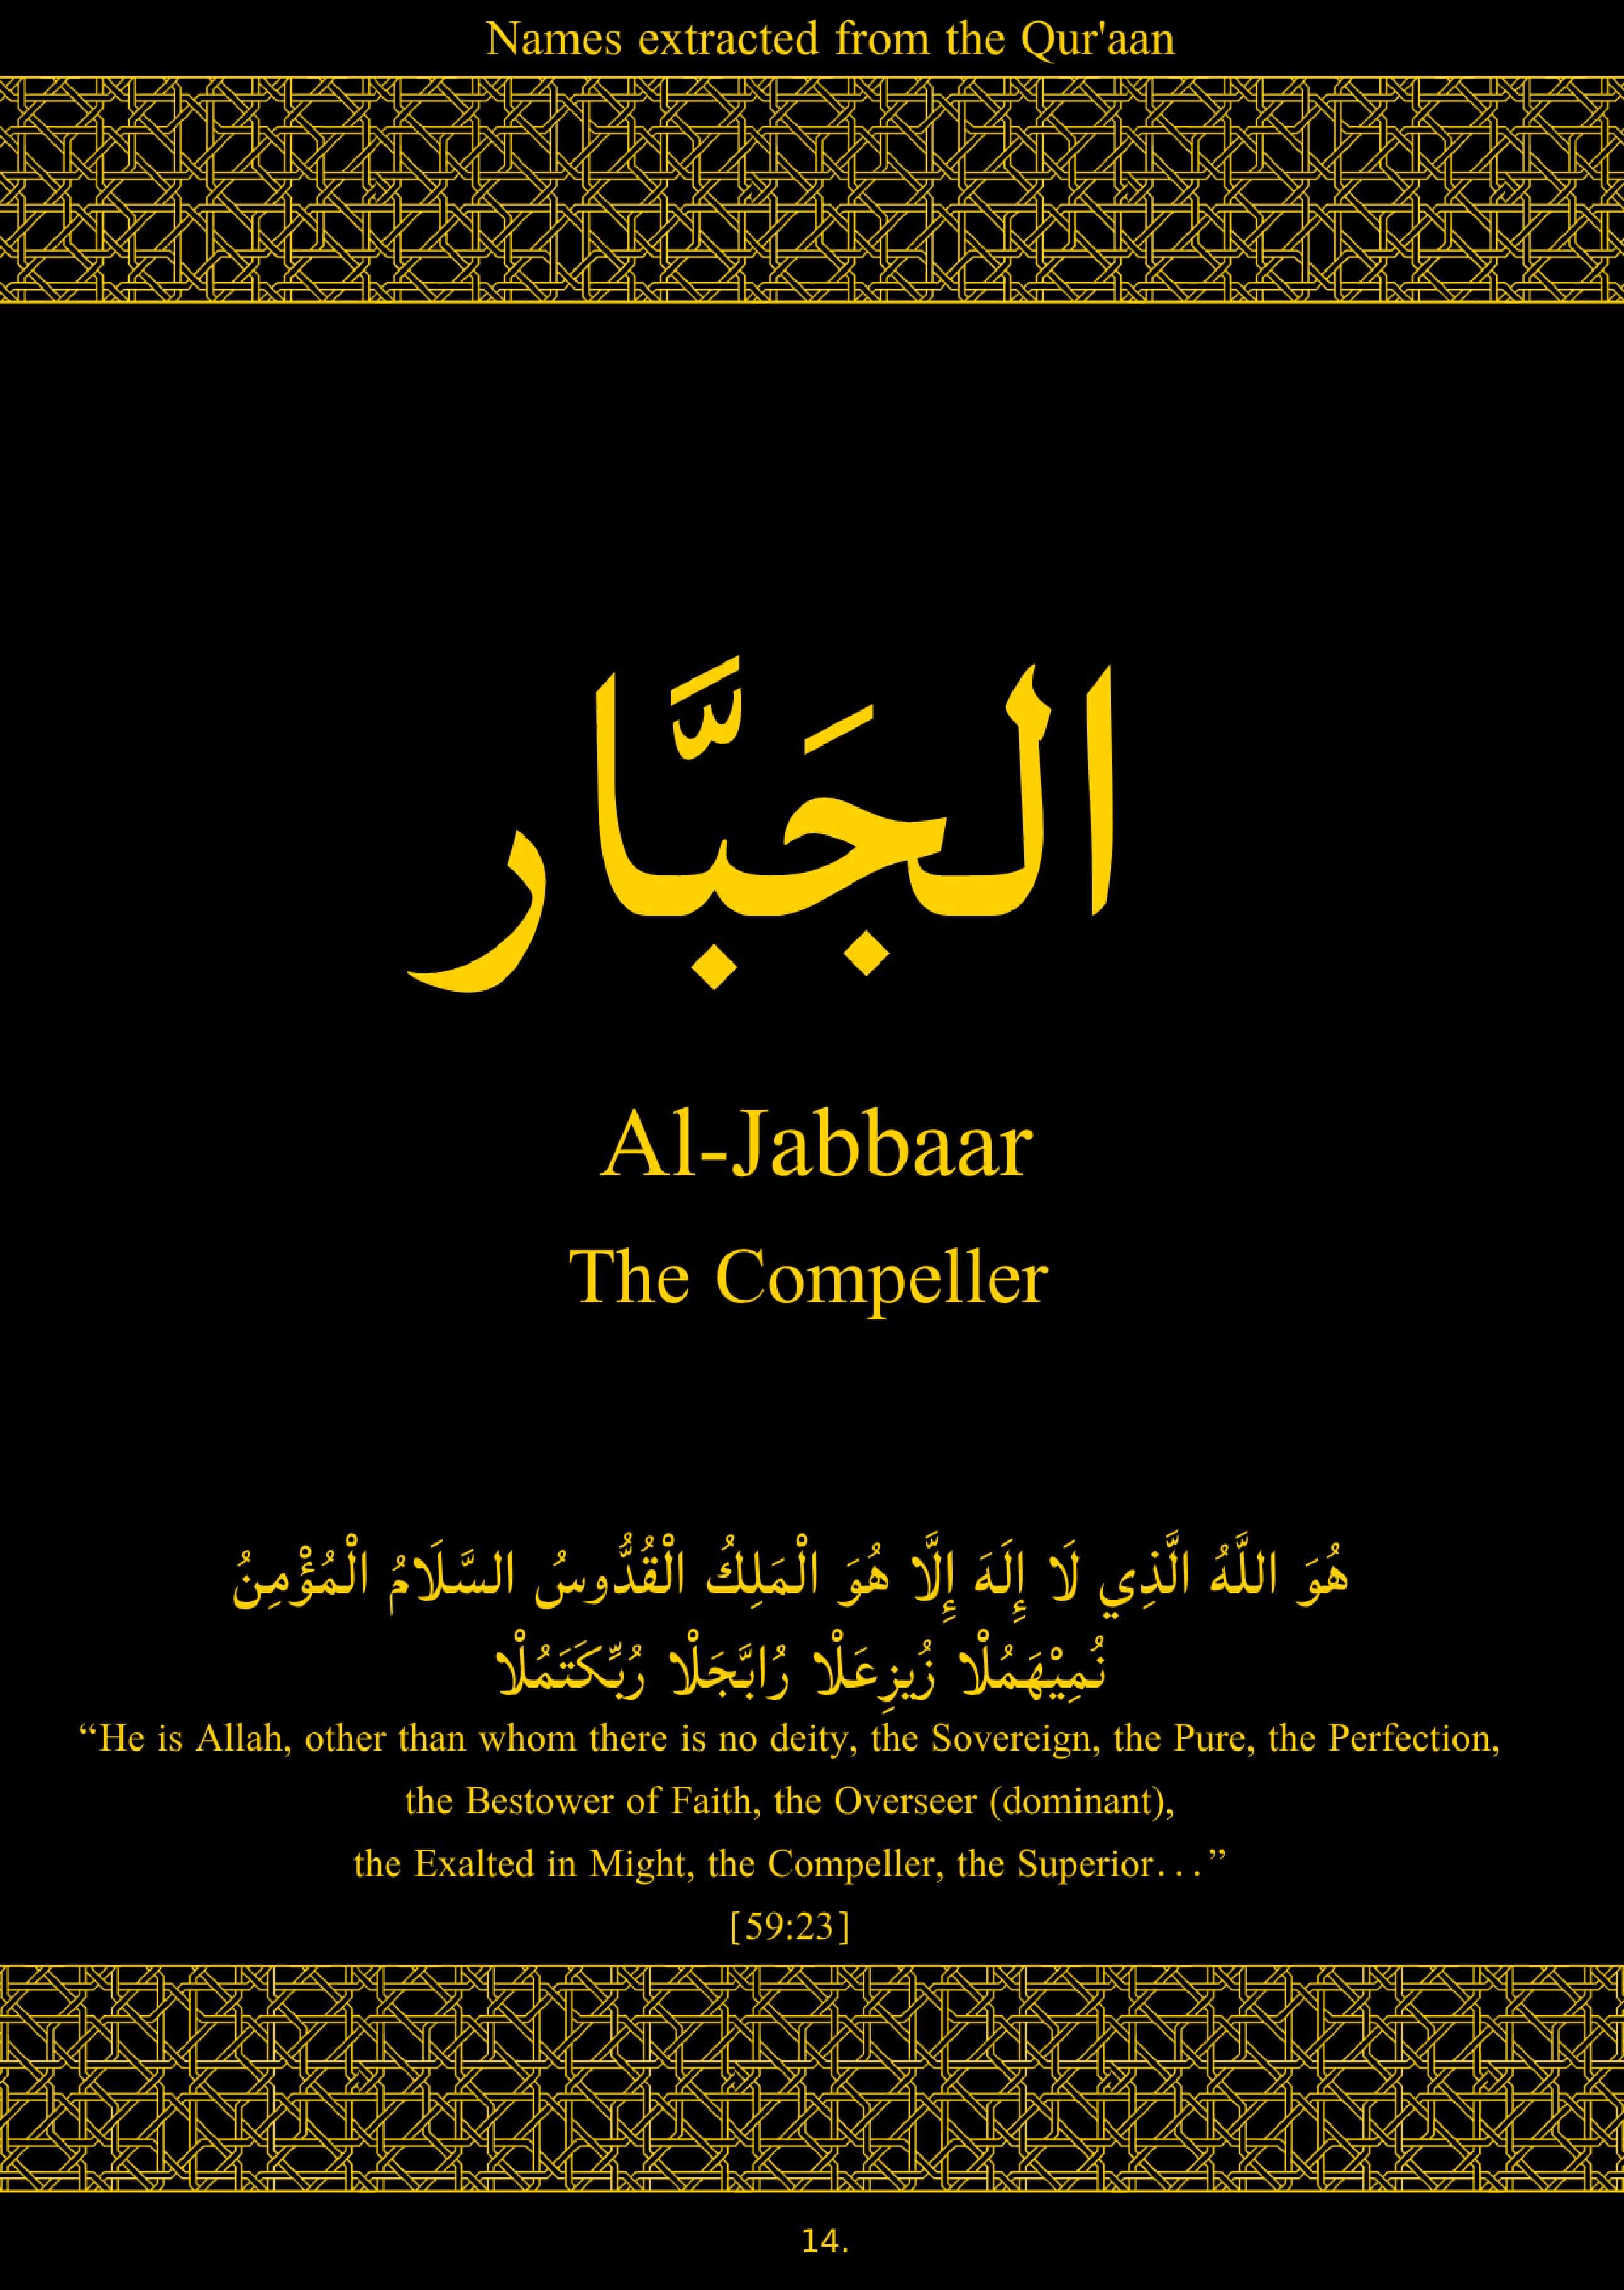 Names extracted from the Qur'aan
الجَبَّار
Al-Jabbaar
The Compeller
هُوَ اللَّهُ الَّذِي لَا إِلَهَ إِلَّا هُوَ الْمَلِكُ الْقُدُّوسُ السَّلَامُ الْمُؤْمِنُ
نُمِيْهَمُلْا زُيزِعَلْا رُابَّجَلْا رُبِّكَتَمُلْا
“He is Allah, other than whom there is no deity, the Sovereign, the Pure, the Perfection,
the Bestower of Faith, the Overseer (dominant),
the Exalted in Might, the Compeller, the Superior...”
[59:23]
14.